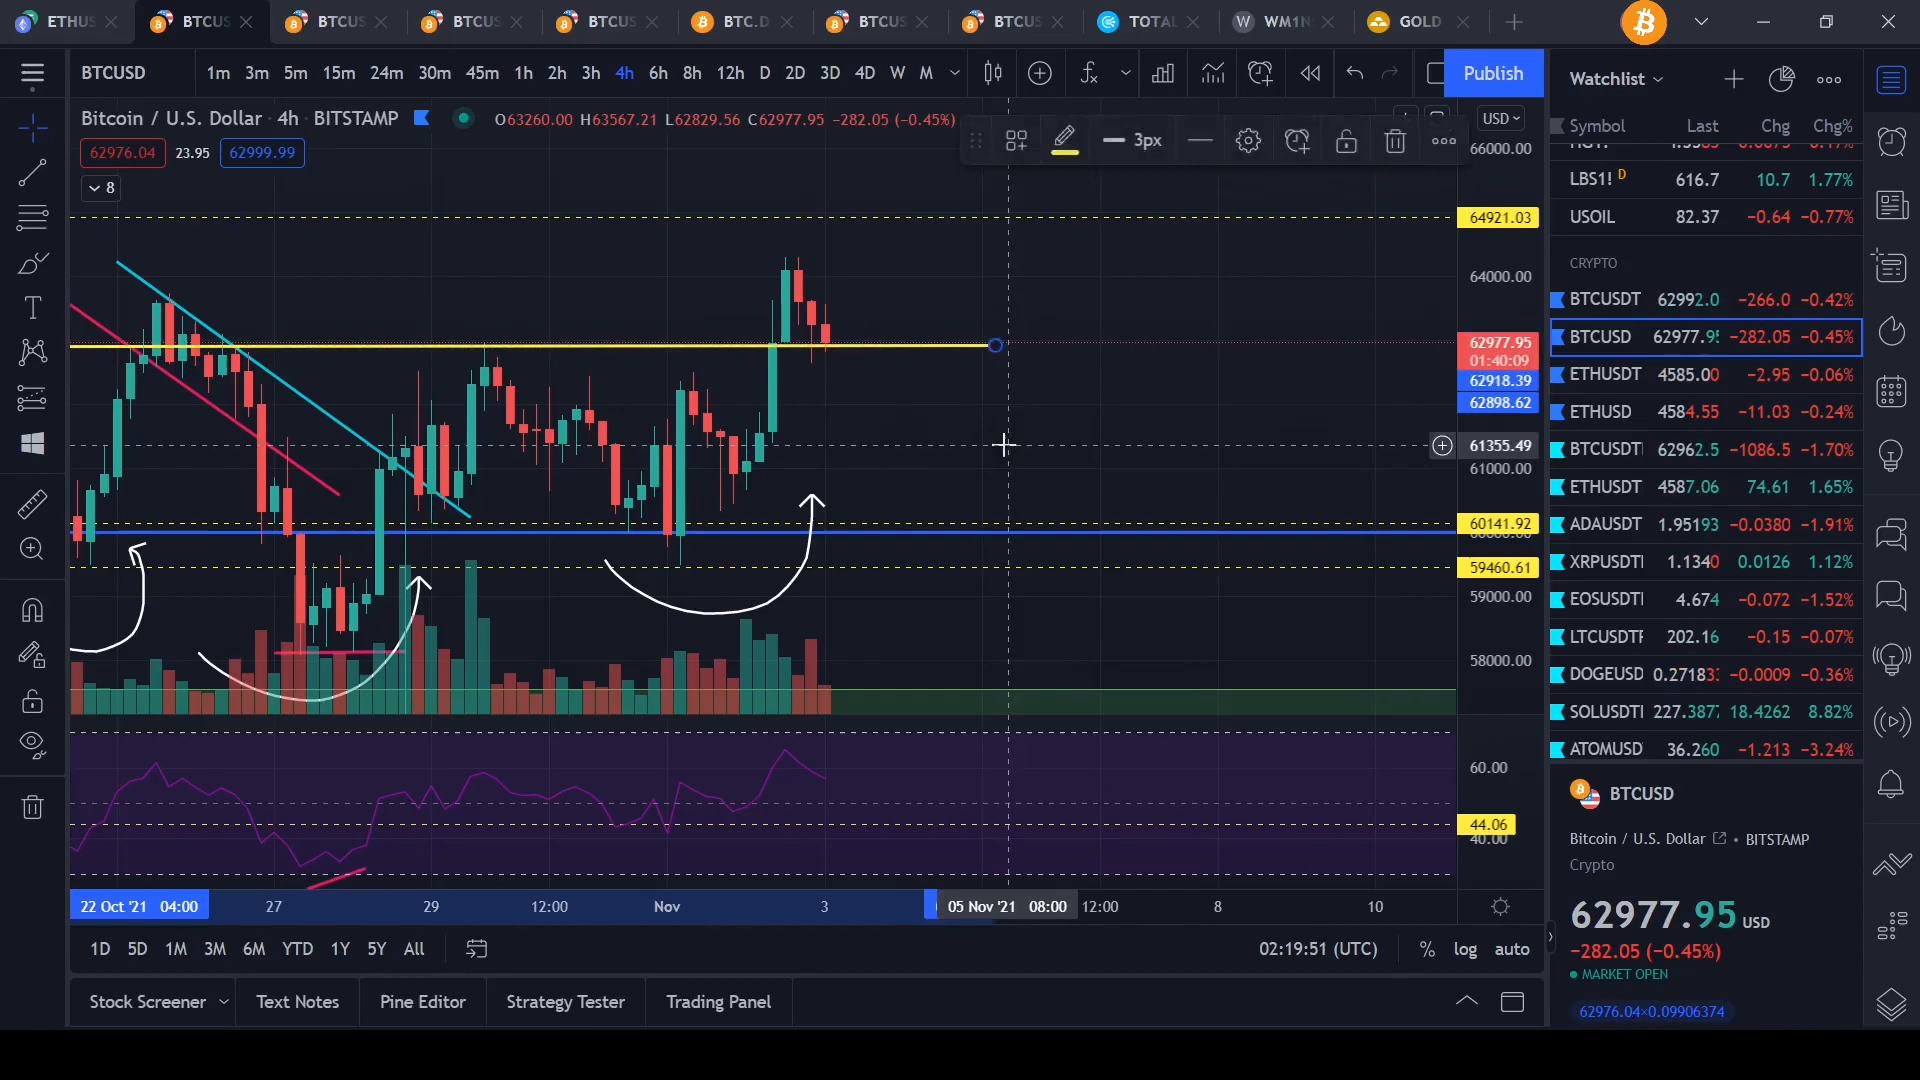 ETHUS BTCUS BTCUS BTCUS BTCUS BTC.D BTCUS BTCUS TOTAL WM1N GOLD
BTCUSD 1m 3m 5m 15m 24m 30m 45m 1h 2h 3h 4h 6h 8h 12h D 2D 3D 4D W M Publish
Watchlist
Bitcoin / U.S. Dollar · 4h · BITSTAMP O63260.00 H63567.21 L62829.56 C62977.95 −282.05 (−0.45%)
USD
62976.04 23.95 62999.99
3px
8
66000.00
64921.03
64000.00
62977.95
01:40:09
62918.39
62898.62
61355.49
61000.00
60141.92
59460.61
59000.00
58000.00
60.00
44.06
40.00
22 Oct '21 04:00 27 29 12:00 Nov 3 05 Nov '21 08:00 12:00 8 10
1D 5D 1M 3M 6M YTD 1Y 5Y All 02:19:51 (UTC) % log auto
Stock Screener Text Notes Pine Editor Strategy Tester Trading Panel
Symbol Last Chg Chg%
LBS1! D 616.7 10.7 1.77%
USOIL 82.37 −0.64 −0.77%
CRYPTO
BTCUSDT 62992.0 −266.0 −0.42%
BTCUSD 62977.95 −282.05 −0.45%
ETHUSDT 4585.00 −2.95 −0.06%
ETHUSD 4584.55 −11.03 −0.24%
BTCUSDT 62962.5 −1086.5 −1.70%
ETHUSDT 4587.06 74.61 1.65%
ADAUSDT 1.95193 −0.0380 −1.91%
XRPUSDT 1.1340 0.0126 1.12%
EOSUSDT 4.674 −0.072 −1.52%
LTCUSDT 202.16 −0.15 −0.07%
DOGEUSD 0.27183 −0.0009 −0.36%
SOLUSDT 227.387 18.4262 8.82%
ATOMUSD 36.260 −1.213 −3.24%
BTCUSD
Bitcoin / U.S. Dollar • BITSTAMP
Crypto
62977.95 USD
−282.05 (−0.45%)
MARKET OPEN
62976.04×0.09906374